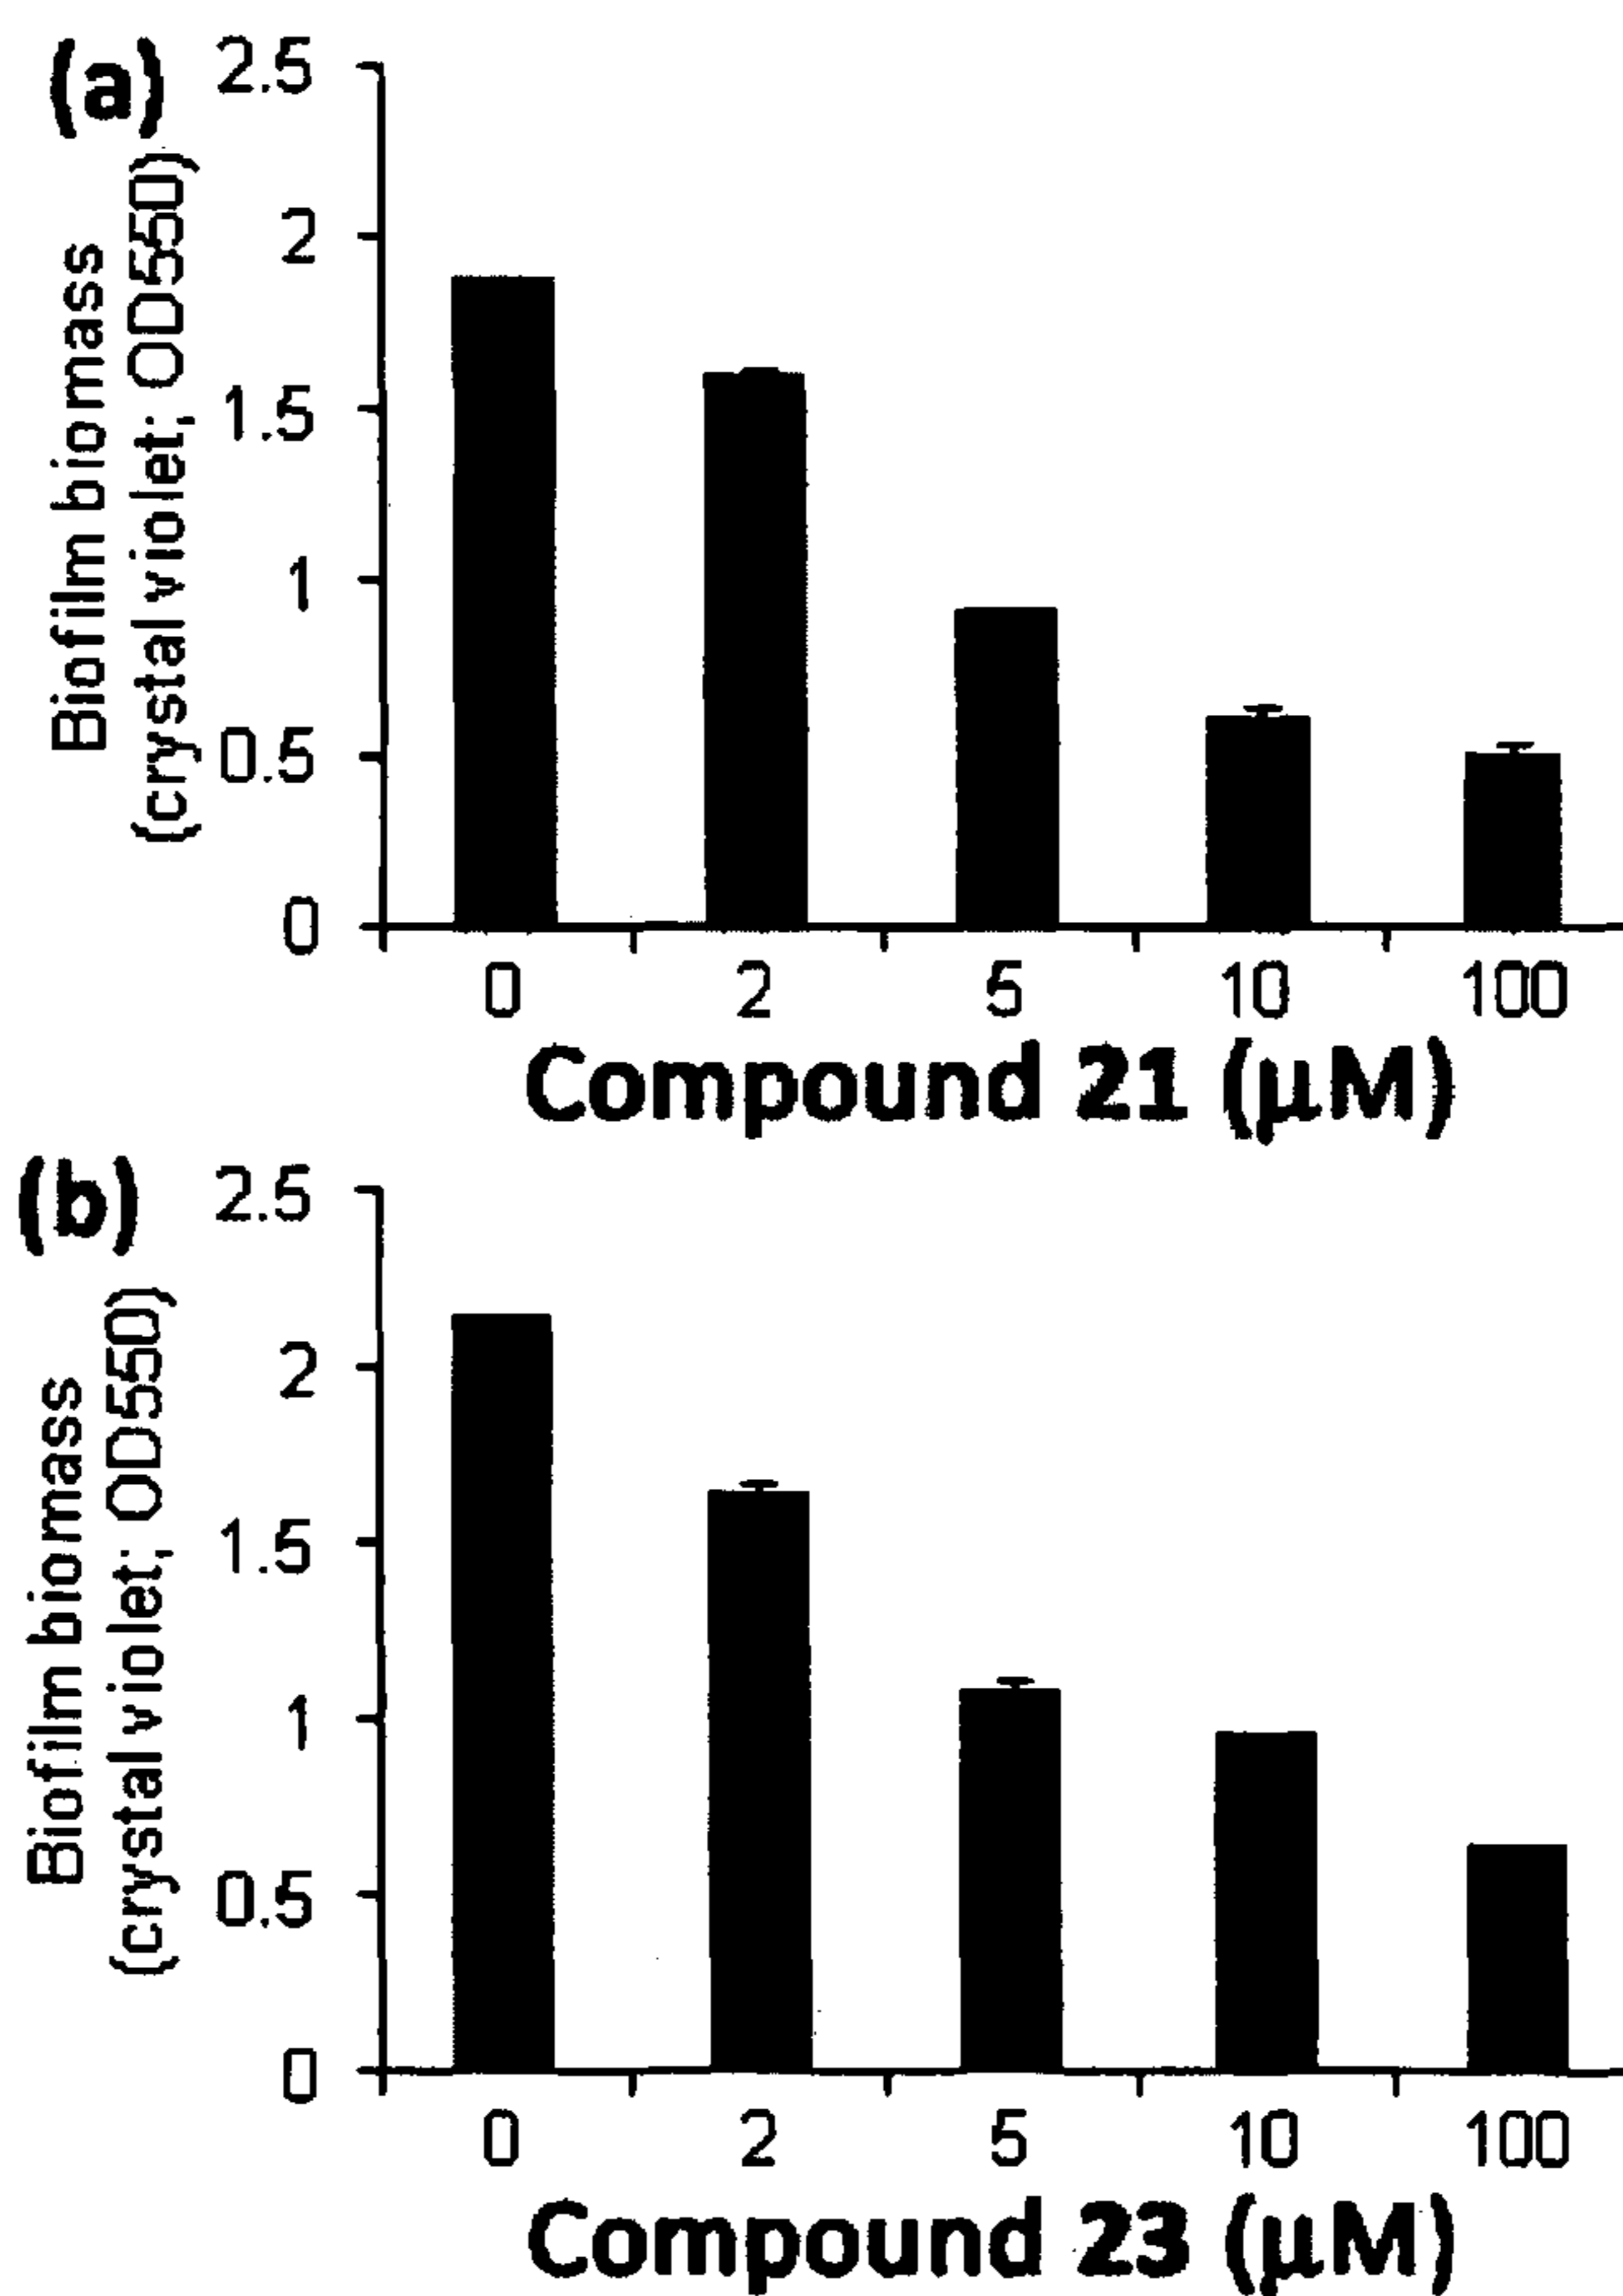 (a)
Biofilm biomass
(crystal violet; OD550)
2.5
2
1.5
1
0.5
0
0 2 5 10 100
Compound 21 (µM)
(b)
Biofilm biomass
(crystal violet; OD550)
2.5
2
1.5
1
0.5
0
0 2 5 10 100
Compound 23 (µM)